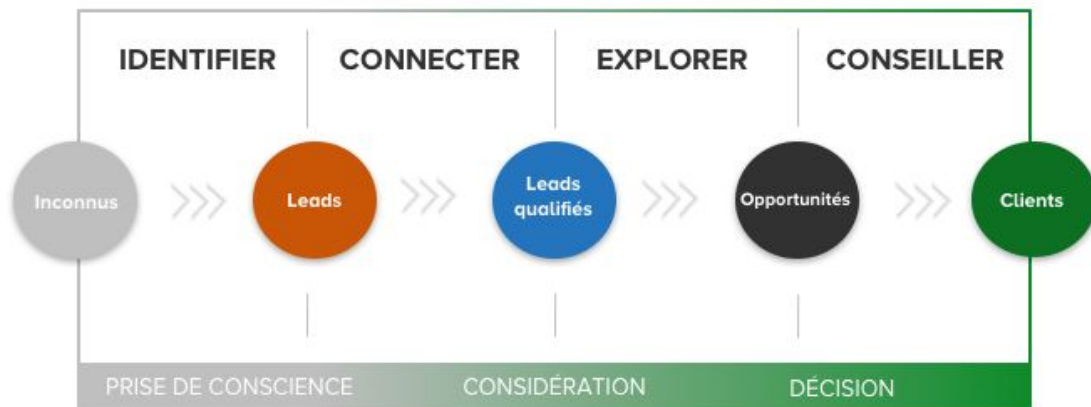 IDENTIFIER
CONNECTER
EXPLORER
CONSEILLER
Inconnus
Leads
Leads
qualifiés
Opportunités
Clients
PRISE DE CONSCIENCE
CONSIDÉRATION
DÉCISION